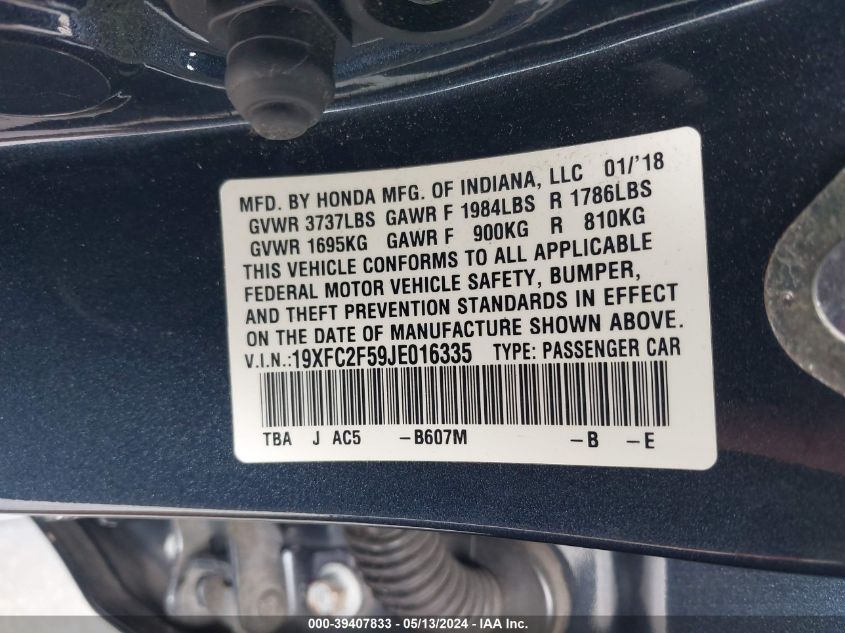 MFD. BY HONDA MFG. OF INDIANA, LLC 01/'18
GVWR 3737LBS GAWR F 1984LBS R 1786LBS
GVWR 1695KG GAWR F 900KG R 810KG
THIS VEHICLE CONFORMS TO ALL APPLICABLE
FEDERAL MOTOR VEHICLE SAFETY, BUMPER,
AND THEFT PREVENTION STANDARDS IN EFFECT
ON THE DATE OF MANUFACTURE SHOWN ABOVE.
V.I.N.:19XFC2F59JE016335 TYPE: PASSENGER CAR
TBA J AC5 -B607M -B -E
000-39407833 - 05/13/2024 - IAA Inc.